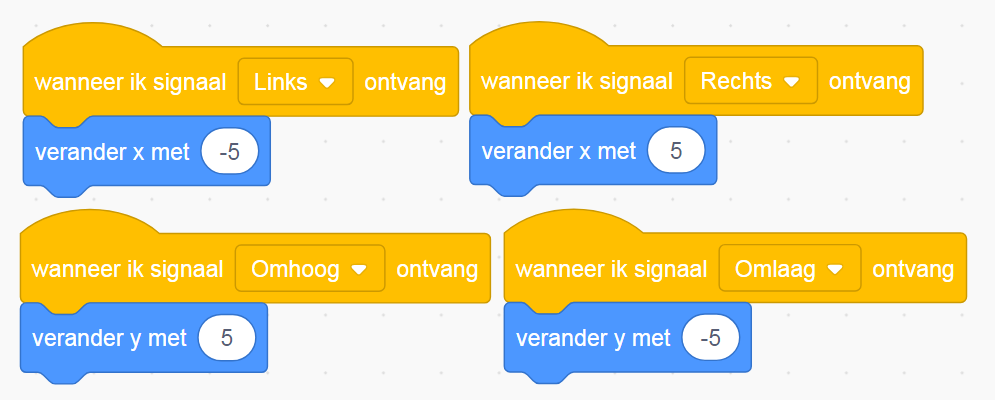 wanneer ik signaal Links ontvang
verander x met -5
wanneer ik signaal Rechts ontvang
verander x met 5
wanneer ik signaal Omhoog ontvang
verander y met 5
wanneer ik signaal Omlaag ontvang
verander y met -5